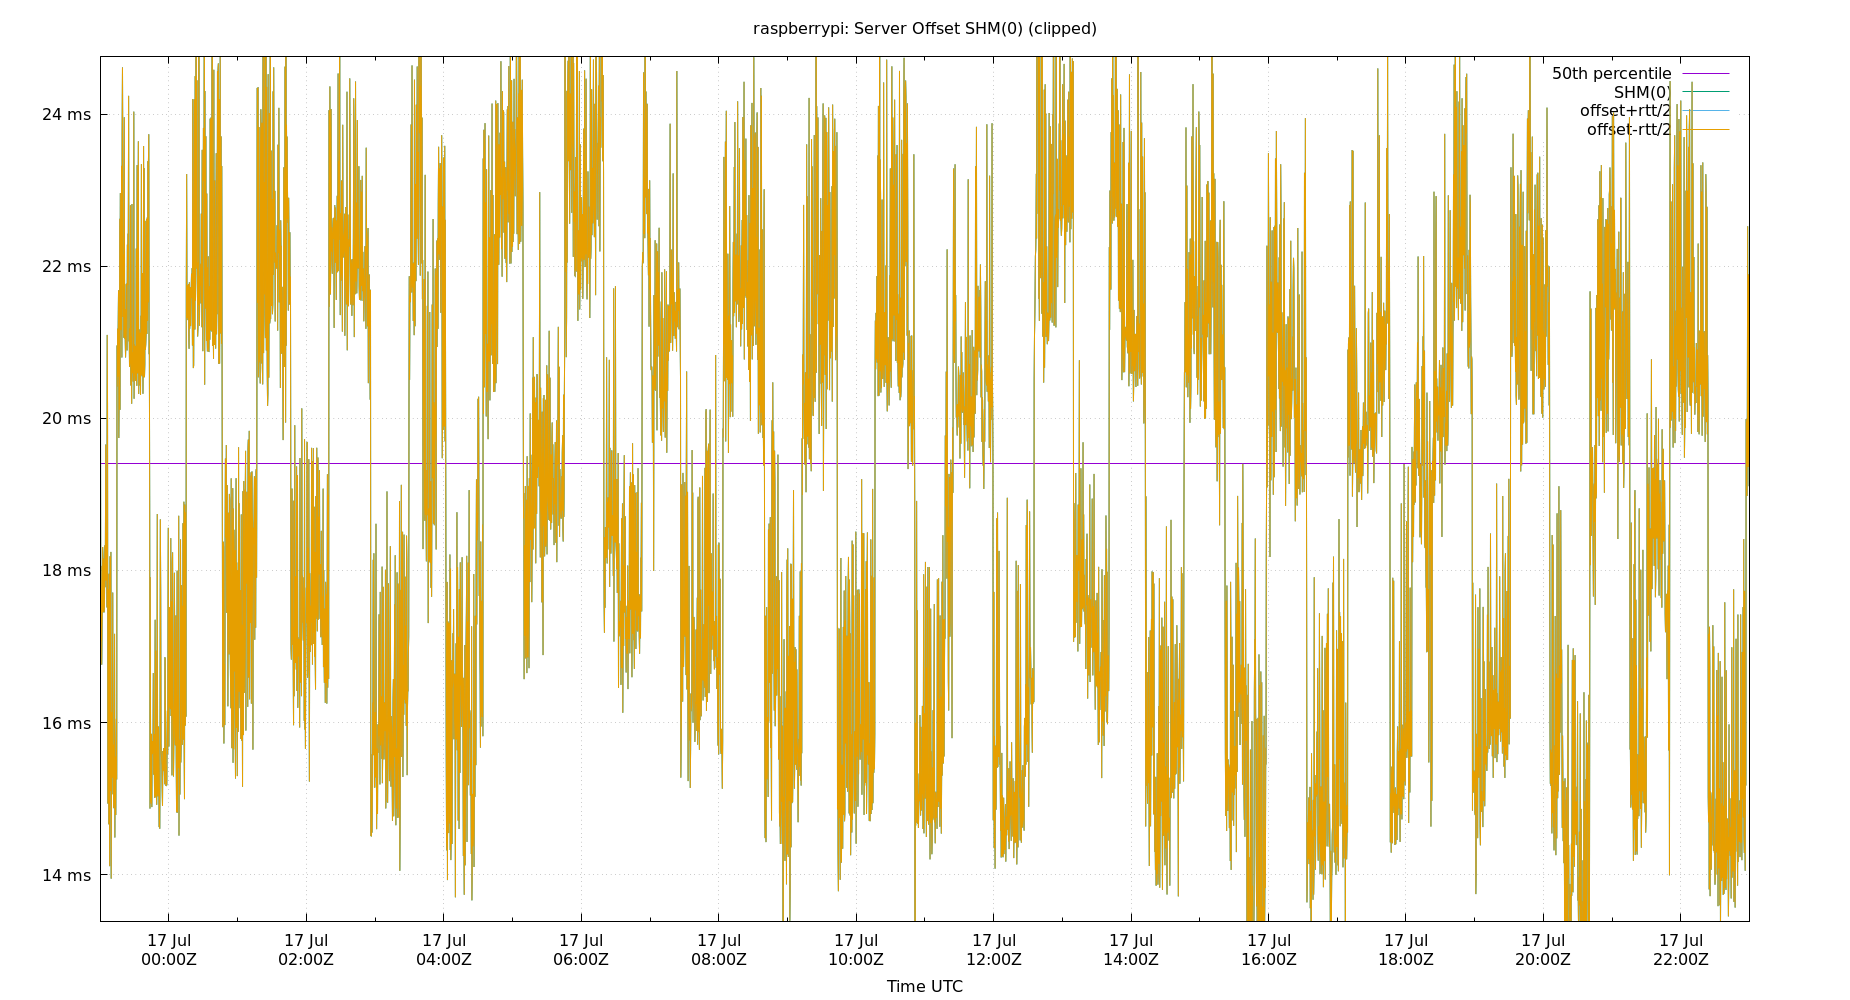 raspberrypi: Server Offset SHM(0) (clipped)
50th percentile
SHM(0)
offset+rtt/2
offset-rtt/2
24 ms
22 ms
20 ms
18 ms
16 ms
14 ms
17 Jul 17 Jul 17 Jul 17 Jul 17 Jul 17 Jul 17 Jul 17 Jul 17 Jul 17 Jul 17 Jul 17 Jul
00:00Z 02:00Z 04:00Z 06:00Z 08:00Z 10:00Z 12:00Z 14:00Z 16:00Z 18:00Z 20:00Z 22:00Z
Time UTC